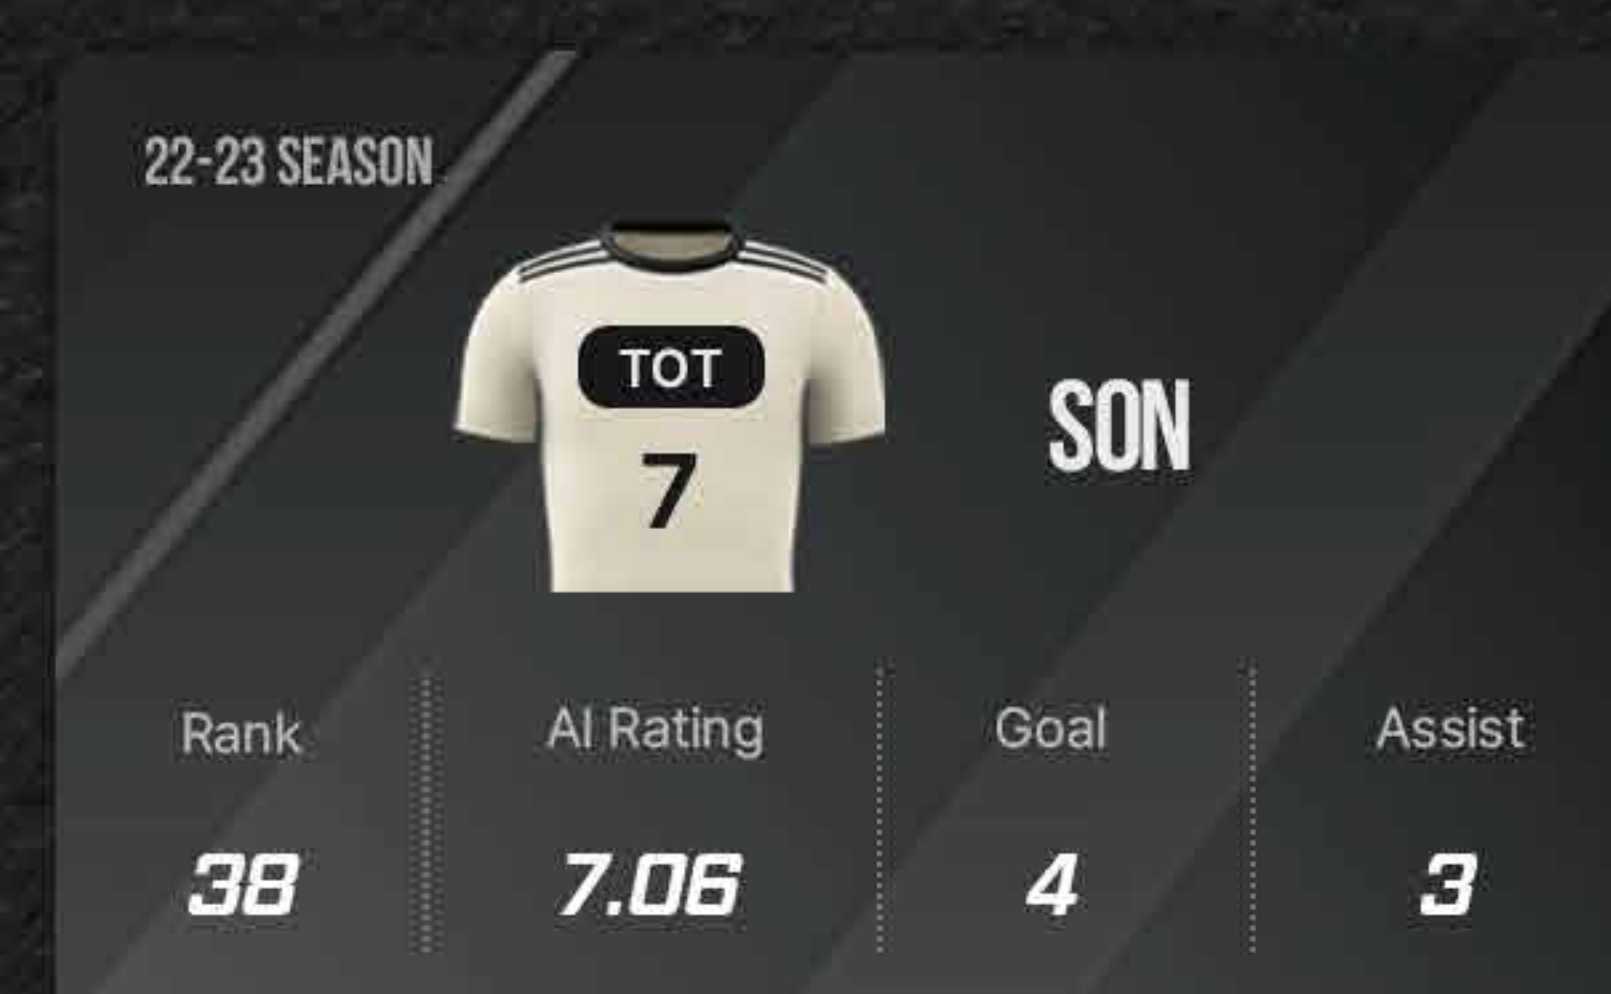 22-23 SEASON
TOT
7
SON
Rank AI Rating Goal Assist
38 7.06 4 3